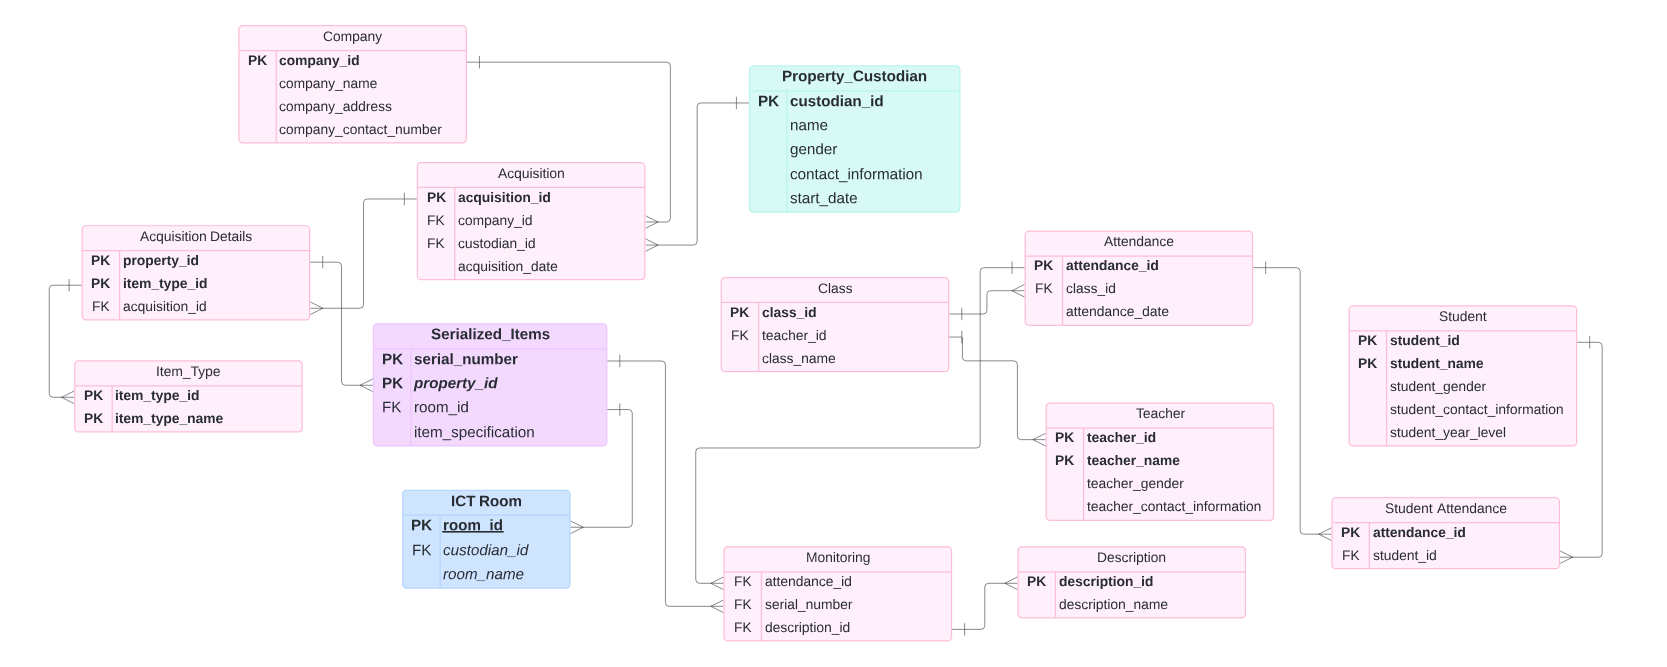 Company
PK company_id
company_name
company_address
company_contact_number
Property_Custodian
PK custodian_id
name
gender
contact_information
start_date
Acquisition
PK acquisition_id
FK company_id
FK custodian_id
acquisition_date
Acquisition Details
PK property_id
PK item_type_id
FK acquisition_id
Attendance
PK attendance_id
FK class_id
attendance_date
Class
PK class_id
FK teacher_id
class_name
Student
PK student_id
PK student_name
student_gender
student_contact_information
student_year_level
Serialized_Items
PK serial_number
PK property_id
FK room_id
item_specification
Item_Type
PK item_type_id
PK item_type_name
Teacher
PK teacher_id
PK teacher_name
teacher_gender
teacher_contact_information
ICT Room
PK room_id
FK custodian_id
room_name
Student Attendance
PK attendance_id
FK student_id
Monitoring
FK attendance_id
FK serial_number
FK description_id
Description
PK description_id
description_name